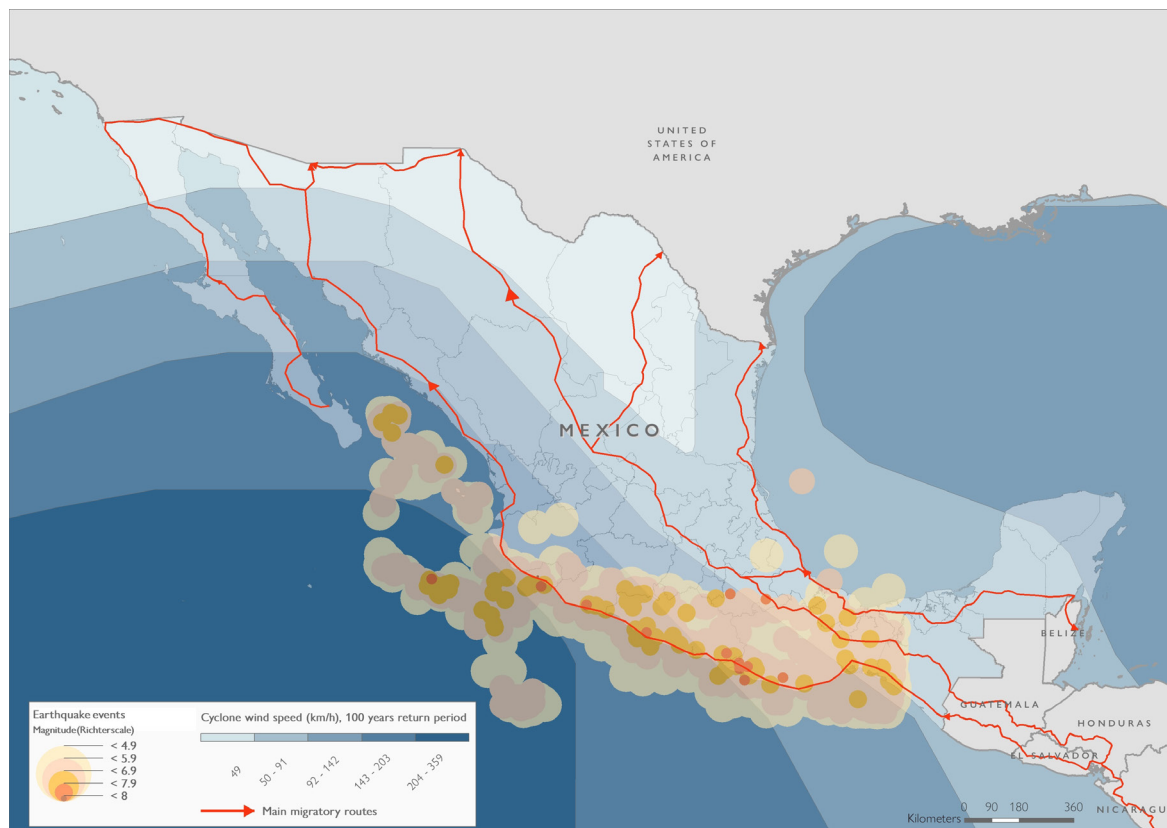 UNITED
STATES OF
AMERICA
MEXICO
BELIZE
GUATEMALA
HONDURAS
EL SALVADOR
NICARAGU
Earthquake events
Magnitude(Richterscale)
< 4.9
< 5.9
< 6.9
< 7.9
< 8
Cyclone wind speed (km/h), 100 years return period
49
50 - 91
92 - 142
143 - 203
204 - 359
Main migratory routes
0 90 180 360
Kilometers